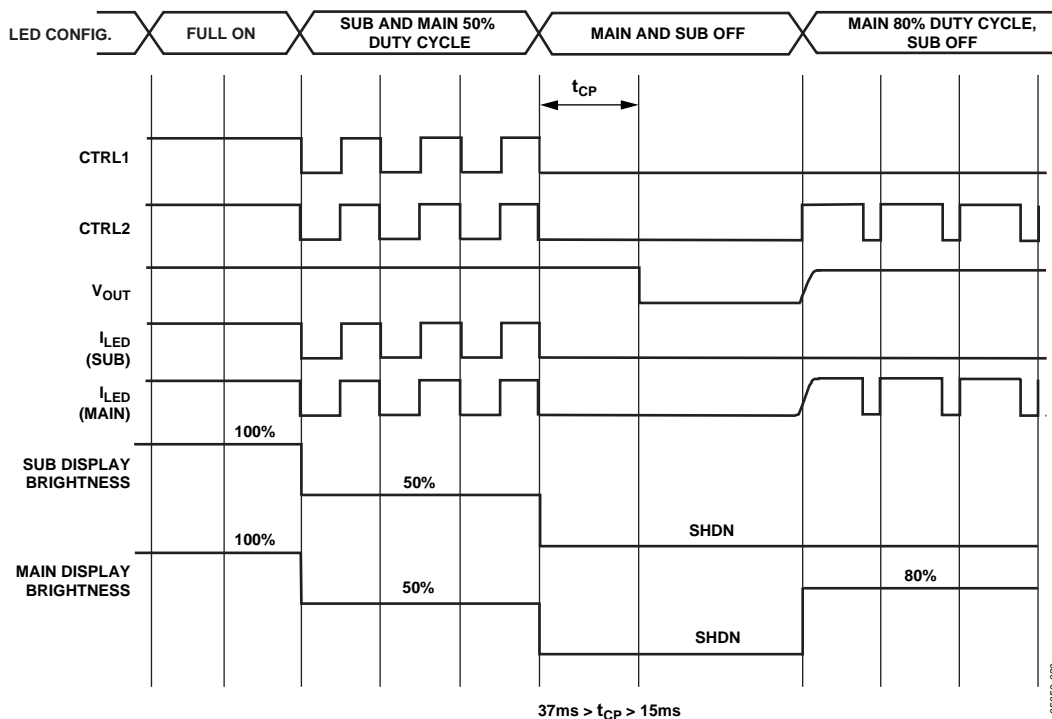 LED CONFIG.
FULL ON
SUB AND MAIN 50%
DUTY CYCLE
MAIN AND SUB OFF
MAIN 80% DUTY CYCLE,
SUB OFF
tCP
CTRL1
CTRL2
VOUT
ILED
(SUB)
ILED
(MAIN)
100%
SUB DISPLAY
BRIGHTNESS
50%
SHDN
100%
MAIN DISPLAY
BRIGHTNESS
50%
80%
SHDN
37ms > tCP > 15ms